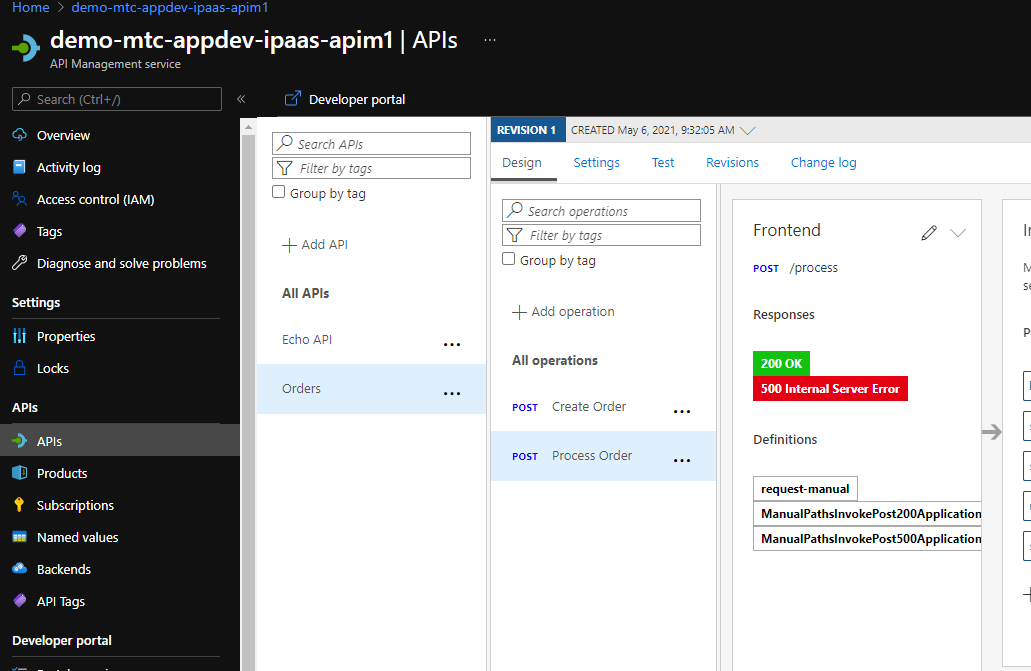 Home > demo-mtc-appdev-ipaas-apim1
demo-mtc-appdev-ipaas-apim1 | APIs ...
API Management service
Search (Ctrl+/)
«
Overview
Activity log
Access control (IAM)
Tags
Diagnose and solve problems
Settings
Properties
Locks
APIs
APIs
Products
Subscriptions
Named values
Backends
API Tags
Developer portal
Developer portal
Search APIs
Filter by tags
Group by tag
+ Add API
All APIs
Echo API ...
Orders ...
REVISION 1 CREATED May 6, 2021, 9:32:05 AM
Design Settings Test Revisions Change log
Search operations
Filter by tags
Group by tag
+ Add operation
All operations
POST Create Order ...
POST Process Order ...
Frontend
POST /process
Responses
200 OK
500 Internal Server Error
Definitions
request-manual
ManualPathsInvokePost200Application
ManualPathsInvokePost500Application